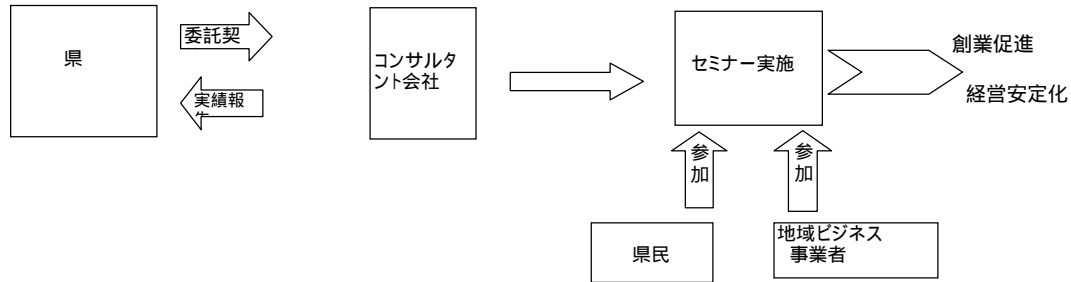 県
委託契
実績報
コンサルタ
ント会社
セミナー実施
創業促進
経営安定化
参
加
参
加
県民
地域ビジネス
事業者